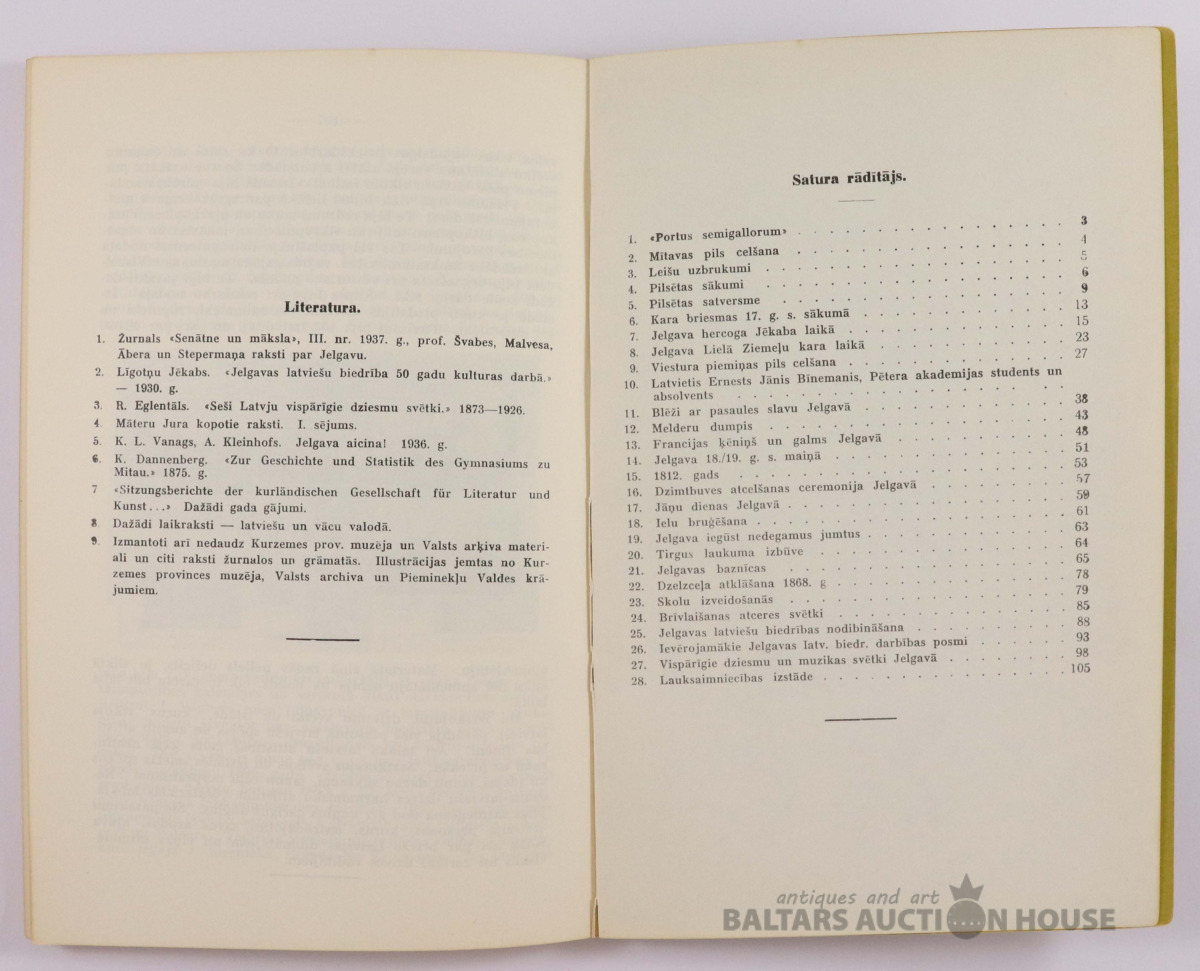 Literatura.
1. Žurnals «Senātne un māksla», III. nr. 1937. g., prof. Švabes, Malvesa,
Ābera un Stepermaņa raksti par Jelgavu.
2. Līgotņu Jēkabs. «Jelgavas latviešu biedrība 50 gadu kulturas darbā.»
— 1930. g.
3. R. Eglentāls. «Seši Latvju vispārīgie dziesmu svētki.» 1873—1926.
4. Māteru Jura kopotie raksti. I. sējums.
5. K. L. Vanags, A. Kleinhofs. Jelgava aicina! 1936. g.
6. K. Dannenberg. «Zur Geschichte und Statistik des Gymnasiums zu
Mitau.» 1875. g.
7 «Sitzungsberichte der kurländischen Gesellschaft für Literatur und
Kunst...» Dažādi gada gājumi.
8. Dažādi laikraksti — latviešu un vācu valodā.
9. Izmantoti arī nedaudz Kurzemes prov. muzēja un Valsts arķiva materi-
ali un citi raksti žurnalos un grāmatās. Illustrācijas jemtas no Kur-
zemes provinces muzēja, Valsts archiva un Pieminekļu Valdes krā-
jumiem.
Satura rādītājs.
1. «Portus semigallorum» . . . . . . . . . . . . . . . . 3
2. Mītavas pils celšana . . . . . . . . . . . . . . . . 4
3. Leišu uzbrukumi . . . . . . . . . . . . . . . . 5
4. Pilsētas sākumi . . . . . . . . . . . . . . . . 6
5. Pilsētas satversme . . . . . . . . . . . . . . . . 9
6. Kara briesmas 17. g. s. sākumā . . . . . . . . . . . . 13
7. Jelgava hercoga Jēkaba laikā . . . . . . . . . . . . 15
8. Jelgava Lielā Ziemeļu kara laikā . . . . . . . . . . . . 23
9. Viestura piemiņas pils celšana . . . . . . . . . . . . 27
10. Latvietis Ernests Jānis Bīnemanis, Pētera akademijas students un
absolvents . . . . . . . . . . . . . . . . 38
11. Blēži ar pasaules slavu Jelgavā . . . . . . . . . . . . 43
12. Melderu dumpis . . . . . . . . . . . . . . . . 48
13. Francijas ķēniņš un galms Jelgavā . . . . . . . . . . . 51
14. Jelgava 18./19. g. s. maiņā . . . . . . . . . . . . 53
15. 1812. gads . . . . . . . . . . . . . . . . 57
16. Dzimtbuves atcelšanas ceremonija Jelgavā . . . . . . . . . 59
17. Jāņu dienas Jelgavā . . . . . . . . . . . . . . . 61
18. Ielu bruģēšana . . . . . . . . . . . . . . . . 63
19. Jelgava iegūst nedegamus jumtus . . . . . . . . . . . . 64
20. Tirgus laukuma izbūve . . . . . . . . . . . . . . . 65
21. Jelgavas baznīcas . . . . . . . . . . . . . . . . 78
22. Dzelzceļa atklāšana 1868. g . . . . . . . . . . . . . 79
23. Skolu izveidošanās . . . . . . . . . . . . . . . . 85
24. Brīvlaišanas atceres svētki . . . . . . . . . . . . . 88
25. Jelgavas latviešu biedrības nodibināšana . . . . . . . . . 93
26. Ievērojamākie Jelgavas latv. biedr. darbības posmi . . . . . . 98
27. Vispārīgie dziesmu un muzikas svētki Jelgavā . . . . . . . . 105
28. Lauksaimniecības izstāde . . . . . . . . . . . . . . .
antiques and art
BALTARS AUCTION HOUSE